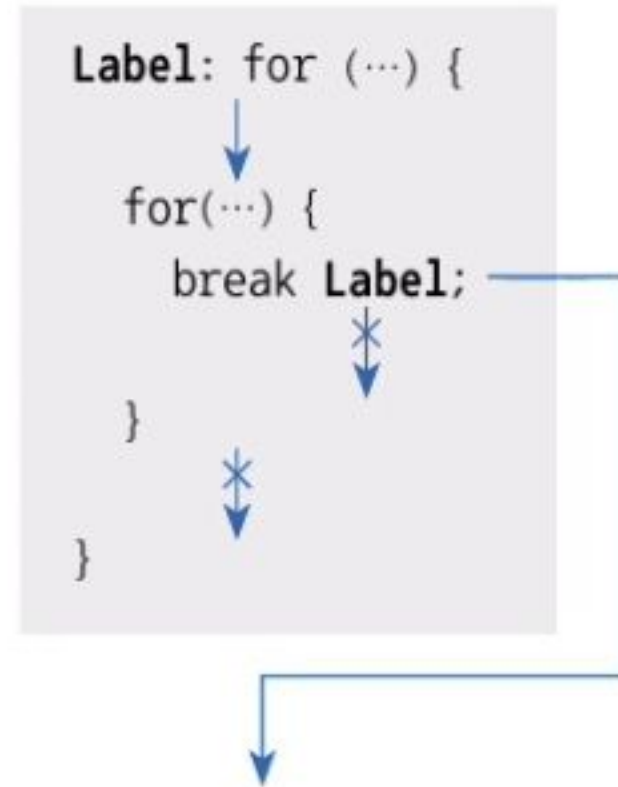 Label: for (⋯) {
for(⋯) {
break Label;
}
}